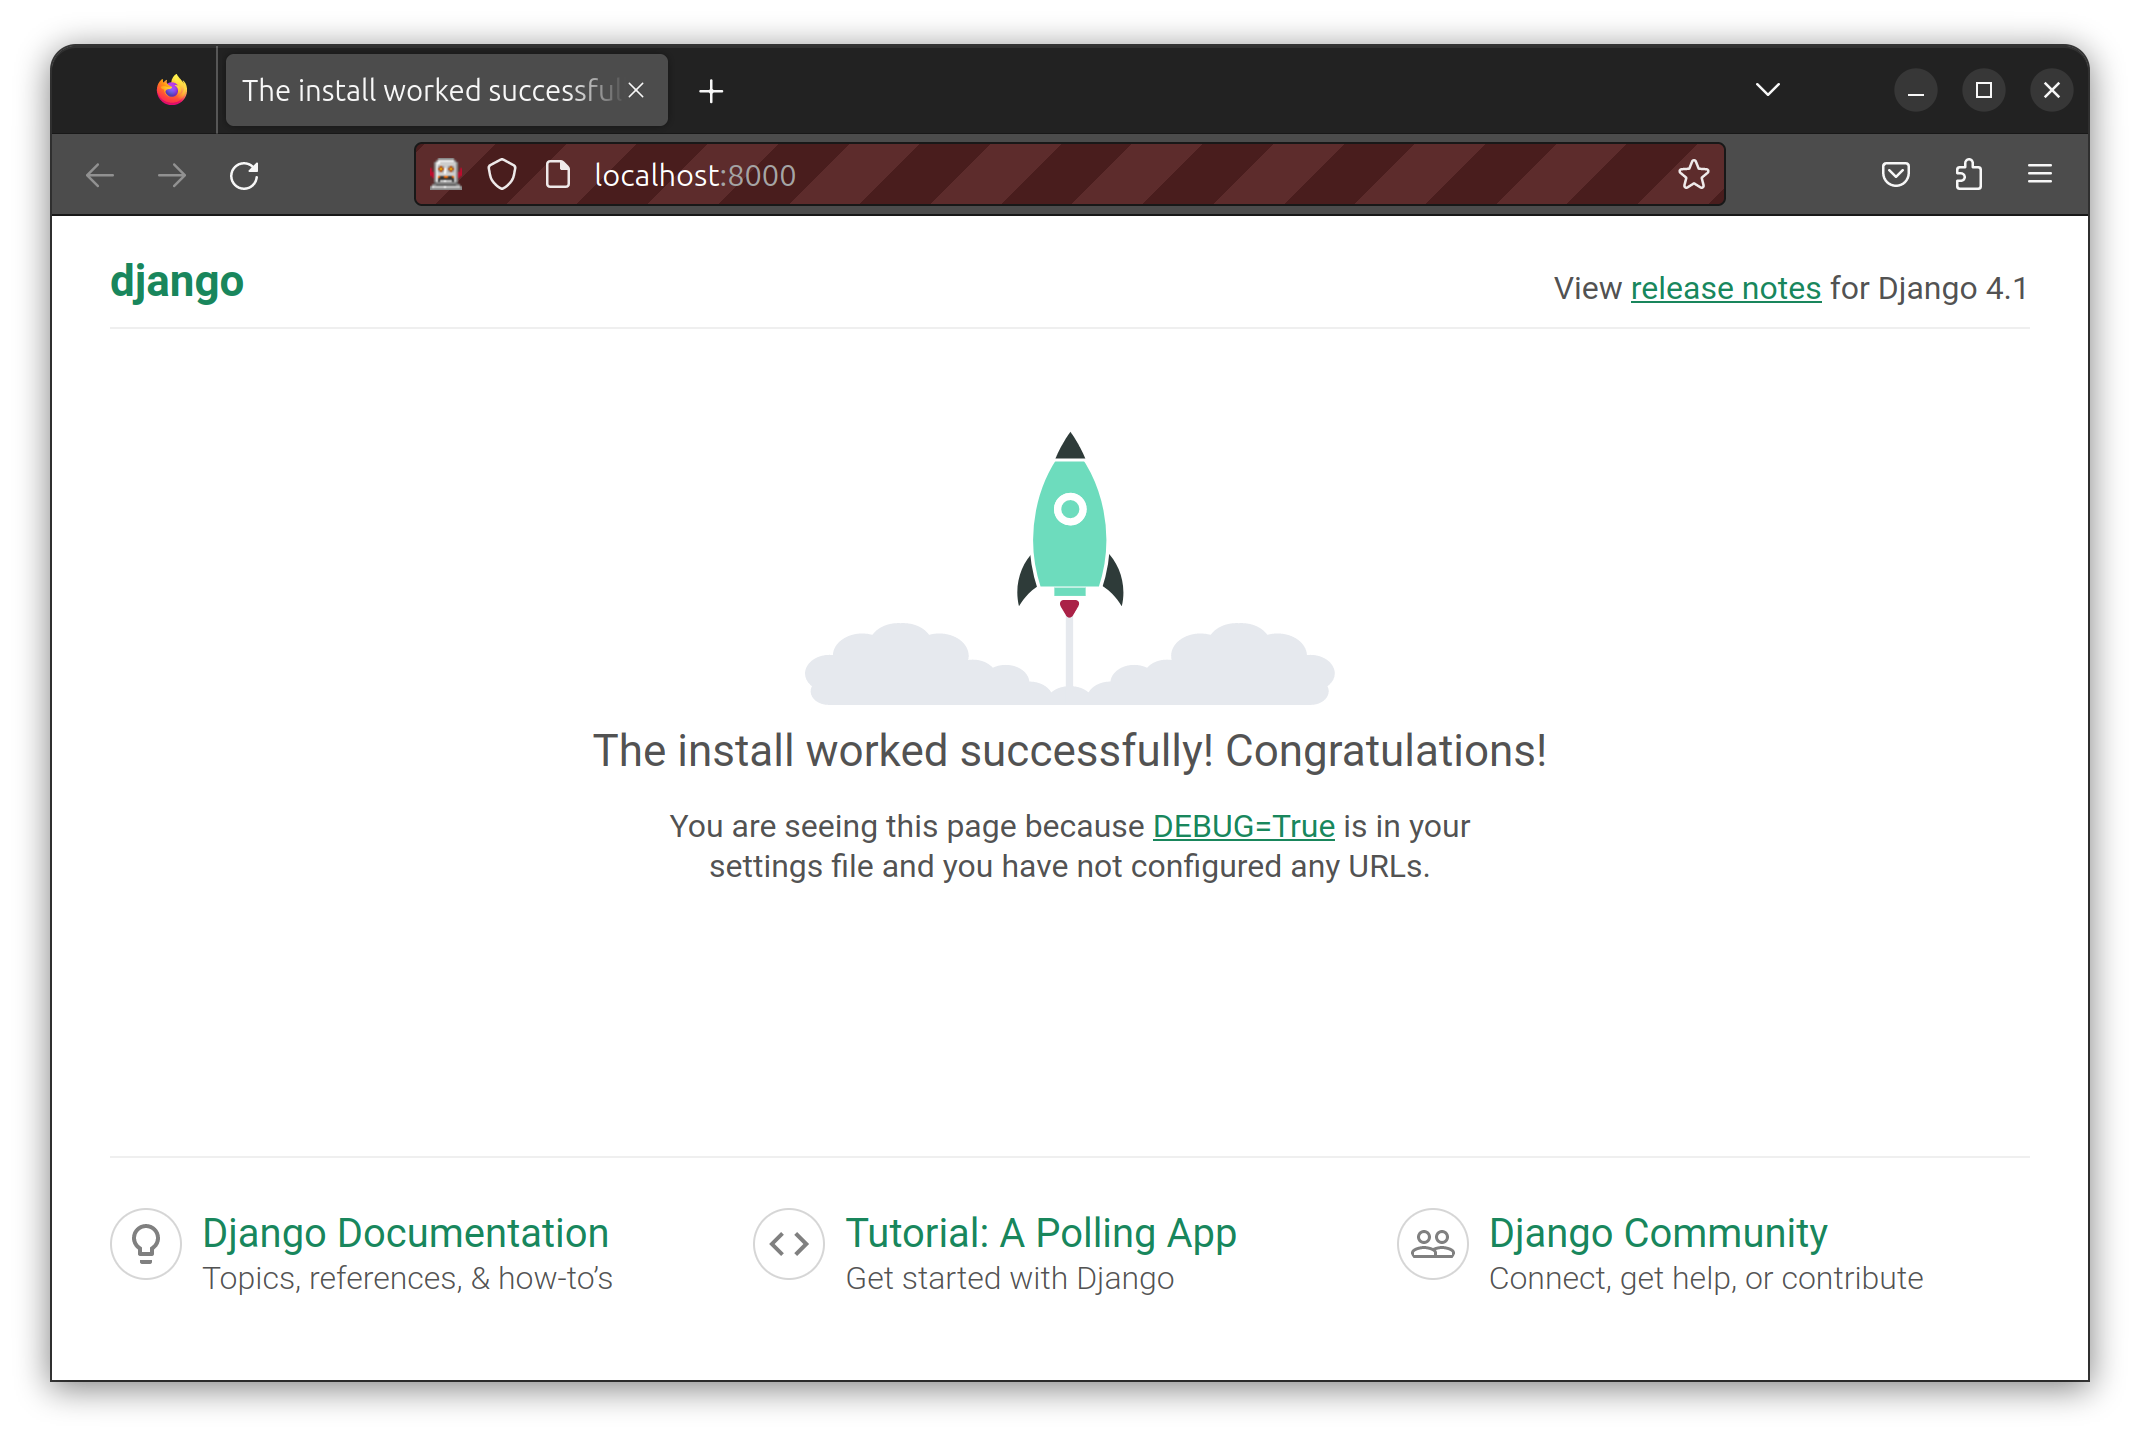 The install worked successful
localhost:8000
django
View release notes for Django 4.1
The install worked successfully! Congratulations!
You are seeing this page because DEBUG=True is in your
settings file and you have not configured any URLs.
Django Documentation
Topics, references, & how-to’s
Tutorial: A Polling App
Get started with Django
Django Community
Connect, get help, or contribute